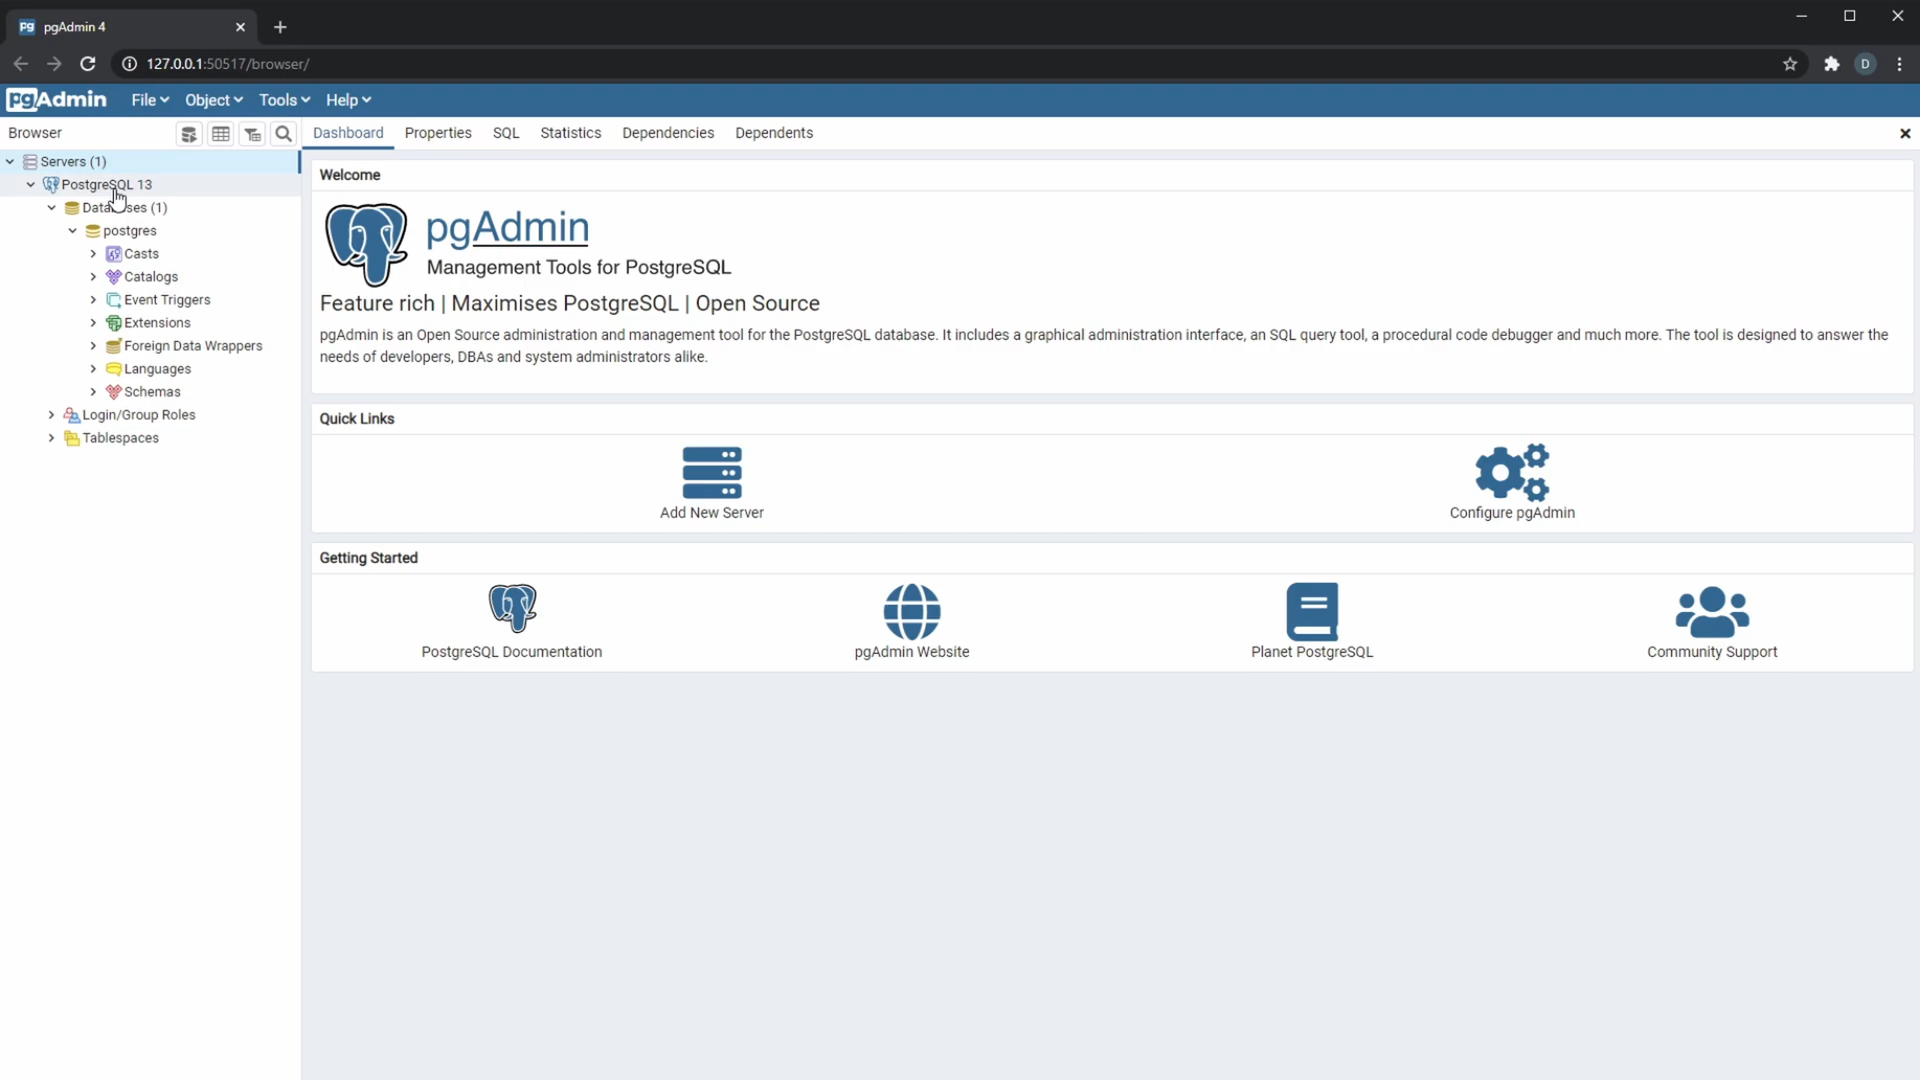 pgAdmin 4
127.0.0.1:50517/browser/
D
pgAdmin File Object Tools Help
Browser
Dashboard Properties SQL Statistics Dependencies Dependents
Servers (1)
PostgreSQL 13
Databases (1)
postgres
Casts
Catalogs
Event Triggers
Extensions
Foreign Data Wrappers
Languages
Schemas
Login/Group Roles
Tablespaces
Welcome
pgAdmin
Management Tools for PostgreSQL
Feature rich | Maximises PostgreSQL | Open Source
pgAdmin is an Open Source administration and management tool for the PostgreSQL database. It includes a graphical administration interface, an SQL query tool, a procedural code debugger and much more. The tool is designed to answer the
needs of developers, DBAs and system administrators alike.
Quick Links
Add New Server
Configure pgAdmin
Getting Started
PostgreSQL Documentation
pgAdmin Website
Planet PostgreSQL
Community Support